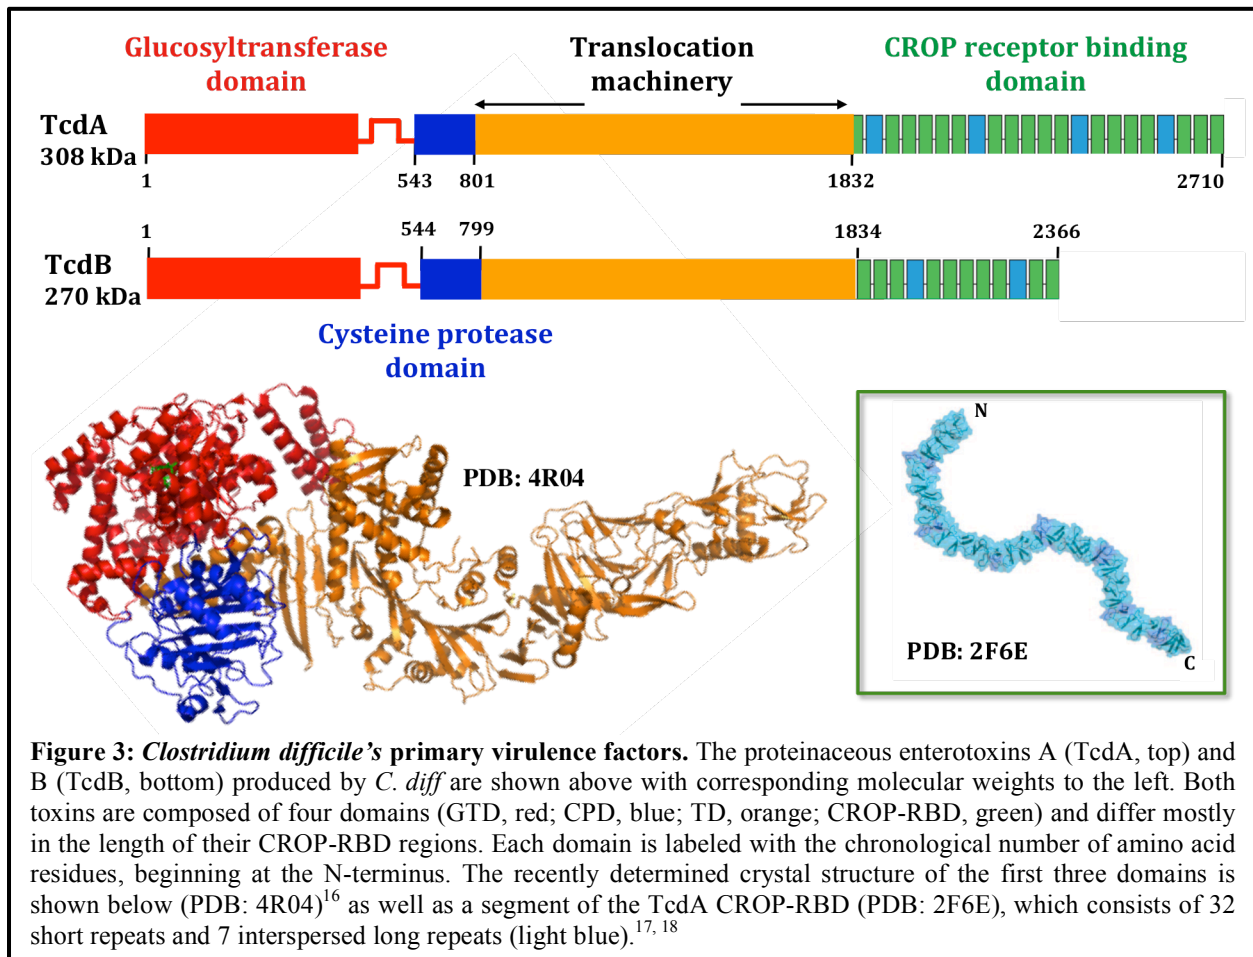 Glucosyltransferase domain
Translocation machinery
CROP receptor binding domain
TcdA
308 kDa
1
543
801
1832
2710
1
544
799
1834
2366
TcdB
270 kDa
Cysteine protease domain
PDB: 4R04
N
PDB: 2F6E
C
Figure 3: Clostridium difficile's primary virulence factors. The proteinaceous enterotoxins A (TcdA, top) and
B (TcdB, bottom) produced by C. diff are shown above with corresponding molecular weights to the left. Both
toxins are composed of four domains (GTD, red; CPD, blue; TD, orange; CROP-RBD, green) and differ mostly
in the length of their CROP-RBD regions. Each domain is labeled with the chronological number of amino acid
residues, beginning at the N-terminus. The recently determined crystal structure of the first three domains is
shown below (PDB: 4R04)16 as well as a segment of the TcdA CROP-RBD (PDB: 2F6E), which consists of 32
short repeats and 7 interspersed long repeats (light blue).17, 18